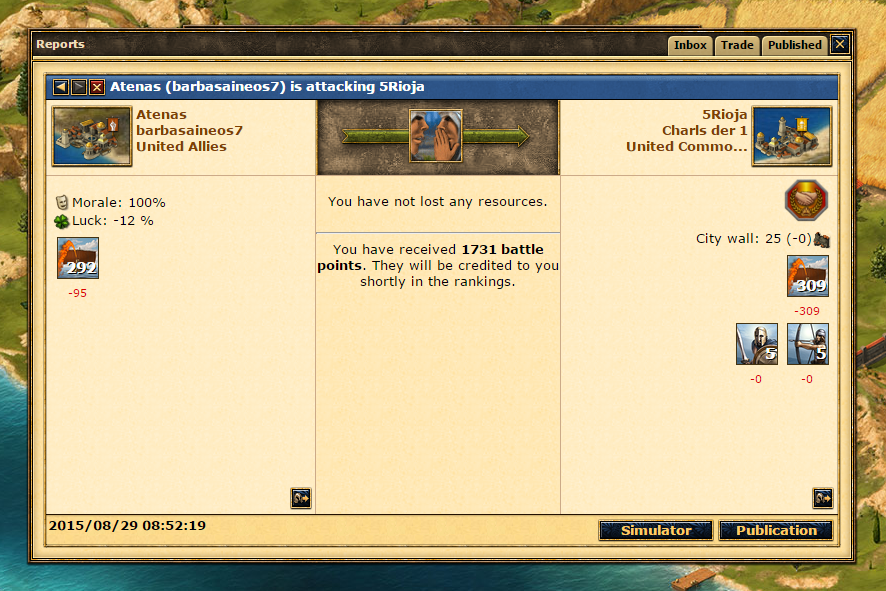 Reports
Inbox
Trade
Published
Atenas (barbasaineos7) is attacking 5Rioja
Atenas
barbasaineos7
United Allies
5Rioja
Charls der 1
United Commo...
Morale: 100%
Luck: -12 %
292
-95
You have not lost any resources.
You have received 1731 battle
points. They will be credited to you
shortly in the rankings.
City wall: 25 (-0)
309
-309
5
5
-0
-0
2015/08/29 08:52:19
Simulator
Publication